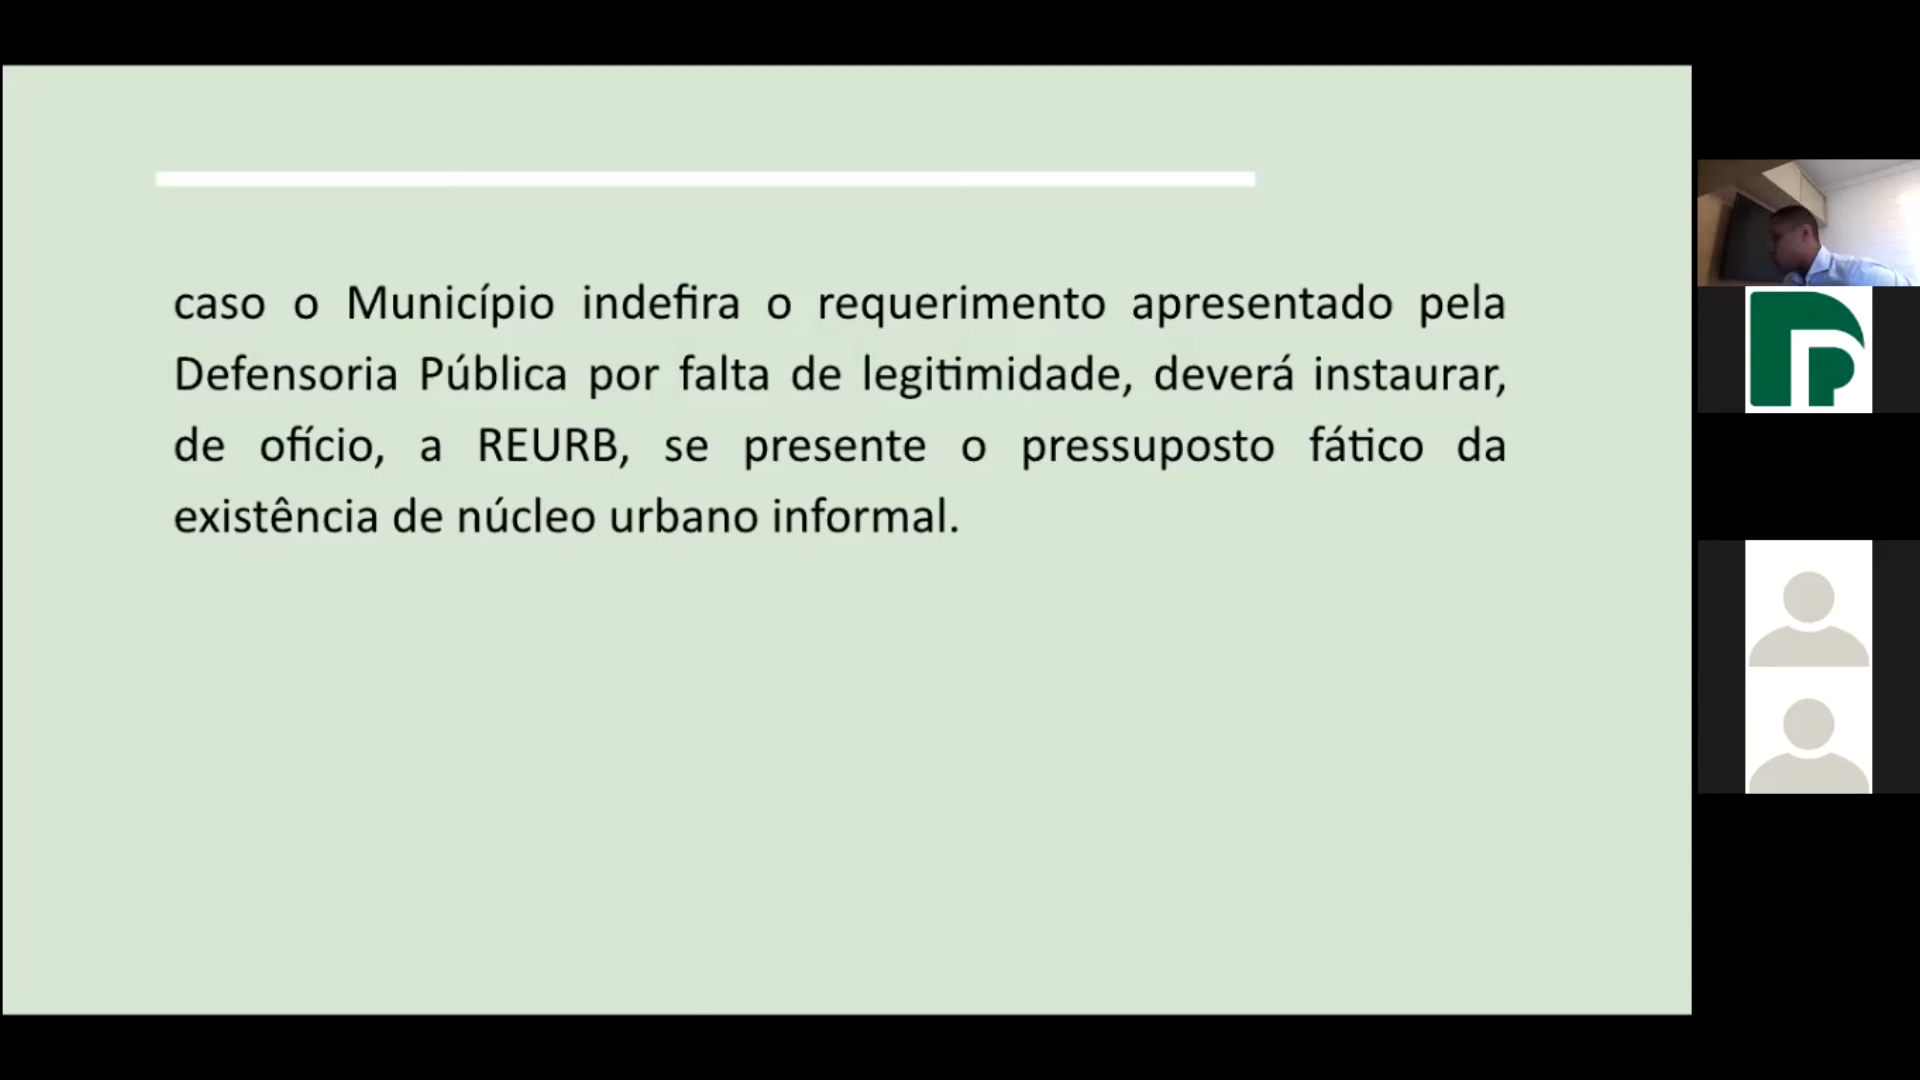 caso o Município indefira o requerimento apresentado pela
Defensoria Pública por falta de legitimidade, deverá instaurar,
de ofício, a REURB, se presente o pressuposto fático da
existência de núcleo urbano informal.